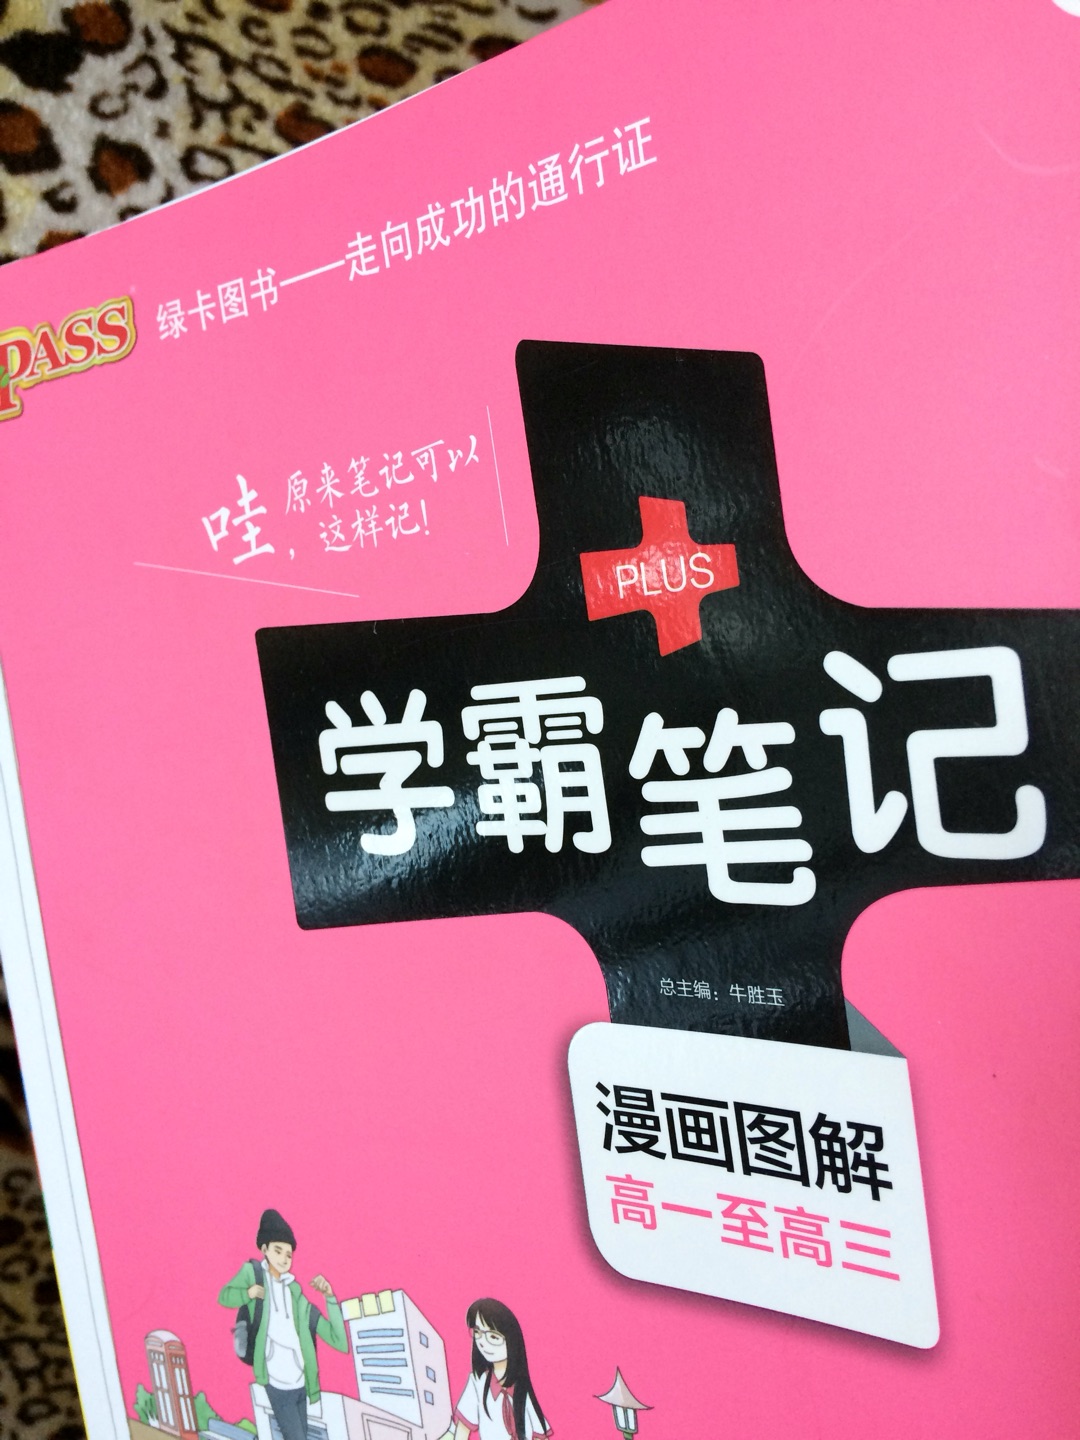 PASS
绿卡图书——走向成功的通行证
哇,原来笔记可以
这样记!
PLUS
学霸笔记
总主编：牛胜玉
漫画图解
高一至高三